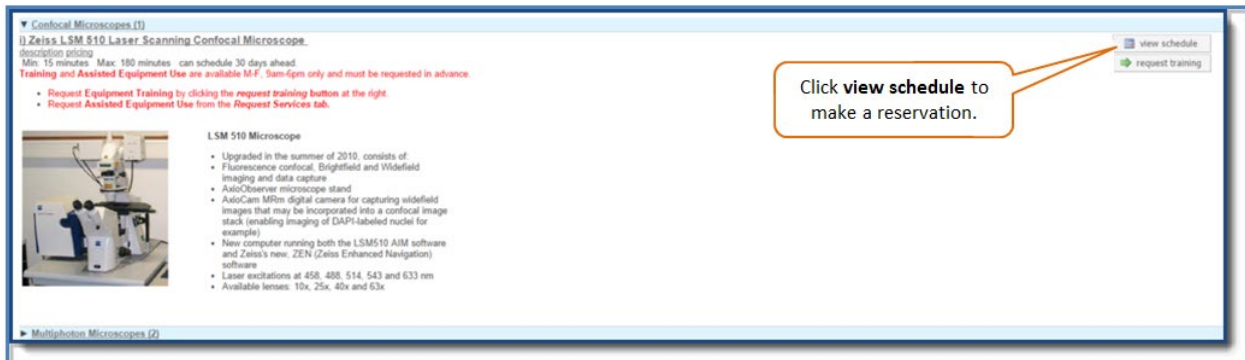 ▼ Confocal Microscopes (1)
i) Zeiss LSM 510 Laser Scanning Confocal Microscope
description pricing
Min: 15 minutes Max: 180 minutes can schedule 30 days ahead.
Training and Assisted Equipment Use are available M-F, 9am-6pm only and must be requested in advance.
• Request Equipment Training by clicking the request training button at the right.
• Request Assisted Equipment Use from the Request Services tab.
view schedule
request training
Click view schedule to
make a reservation.
LSM 510 Microscope
• Upgraded in the summer of 2010, consists of:
• Fluorescence confocal, Brightfield and Widefield
imaging and data capture
• AxioObserver microscope stand
• AxioCam MRm digital camera for capturing widefield
images that may be incorporated into a confocal image
stack (enabling imaging of DAPI-labeled nuclei for
example)
• New computer running both the LSM510 AIM software
and Zeiss's new, ZEN (Zeiss Enhanced Navigation)
software
• Laser excitations at 458, 488, 514, 543 and 633 nm
• Available lenses: 10x, 25x, 40x and 63x
► Multiphoton Microscopes (2)